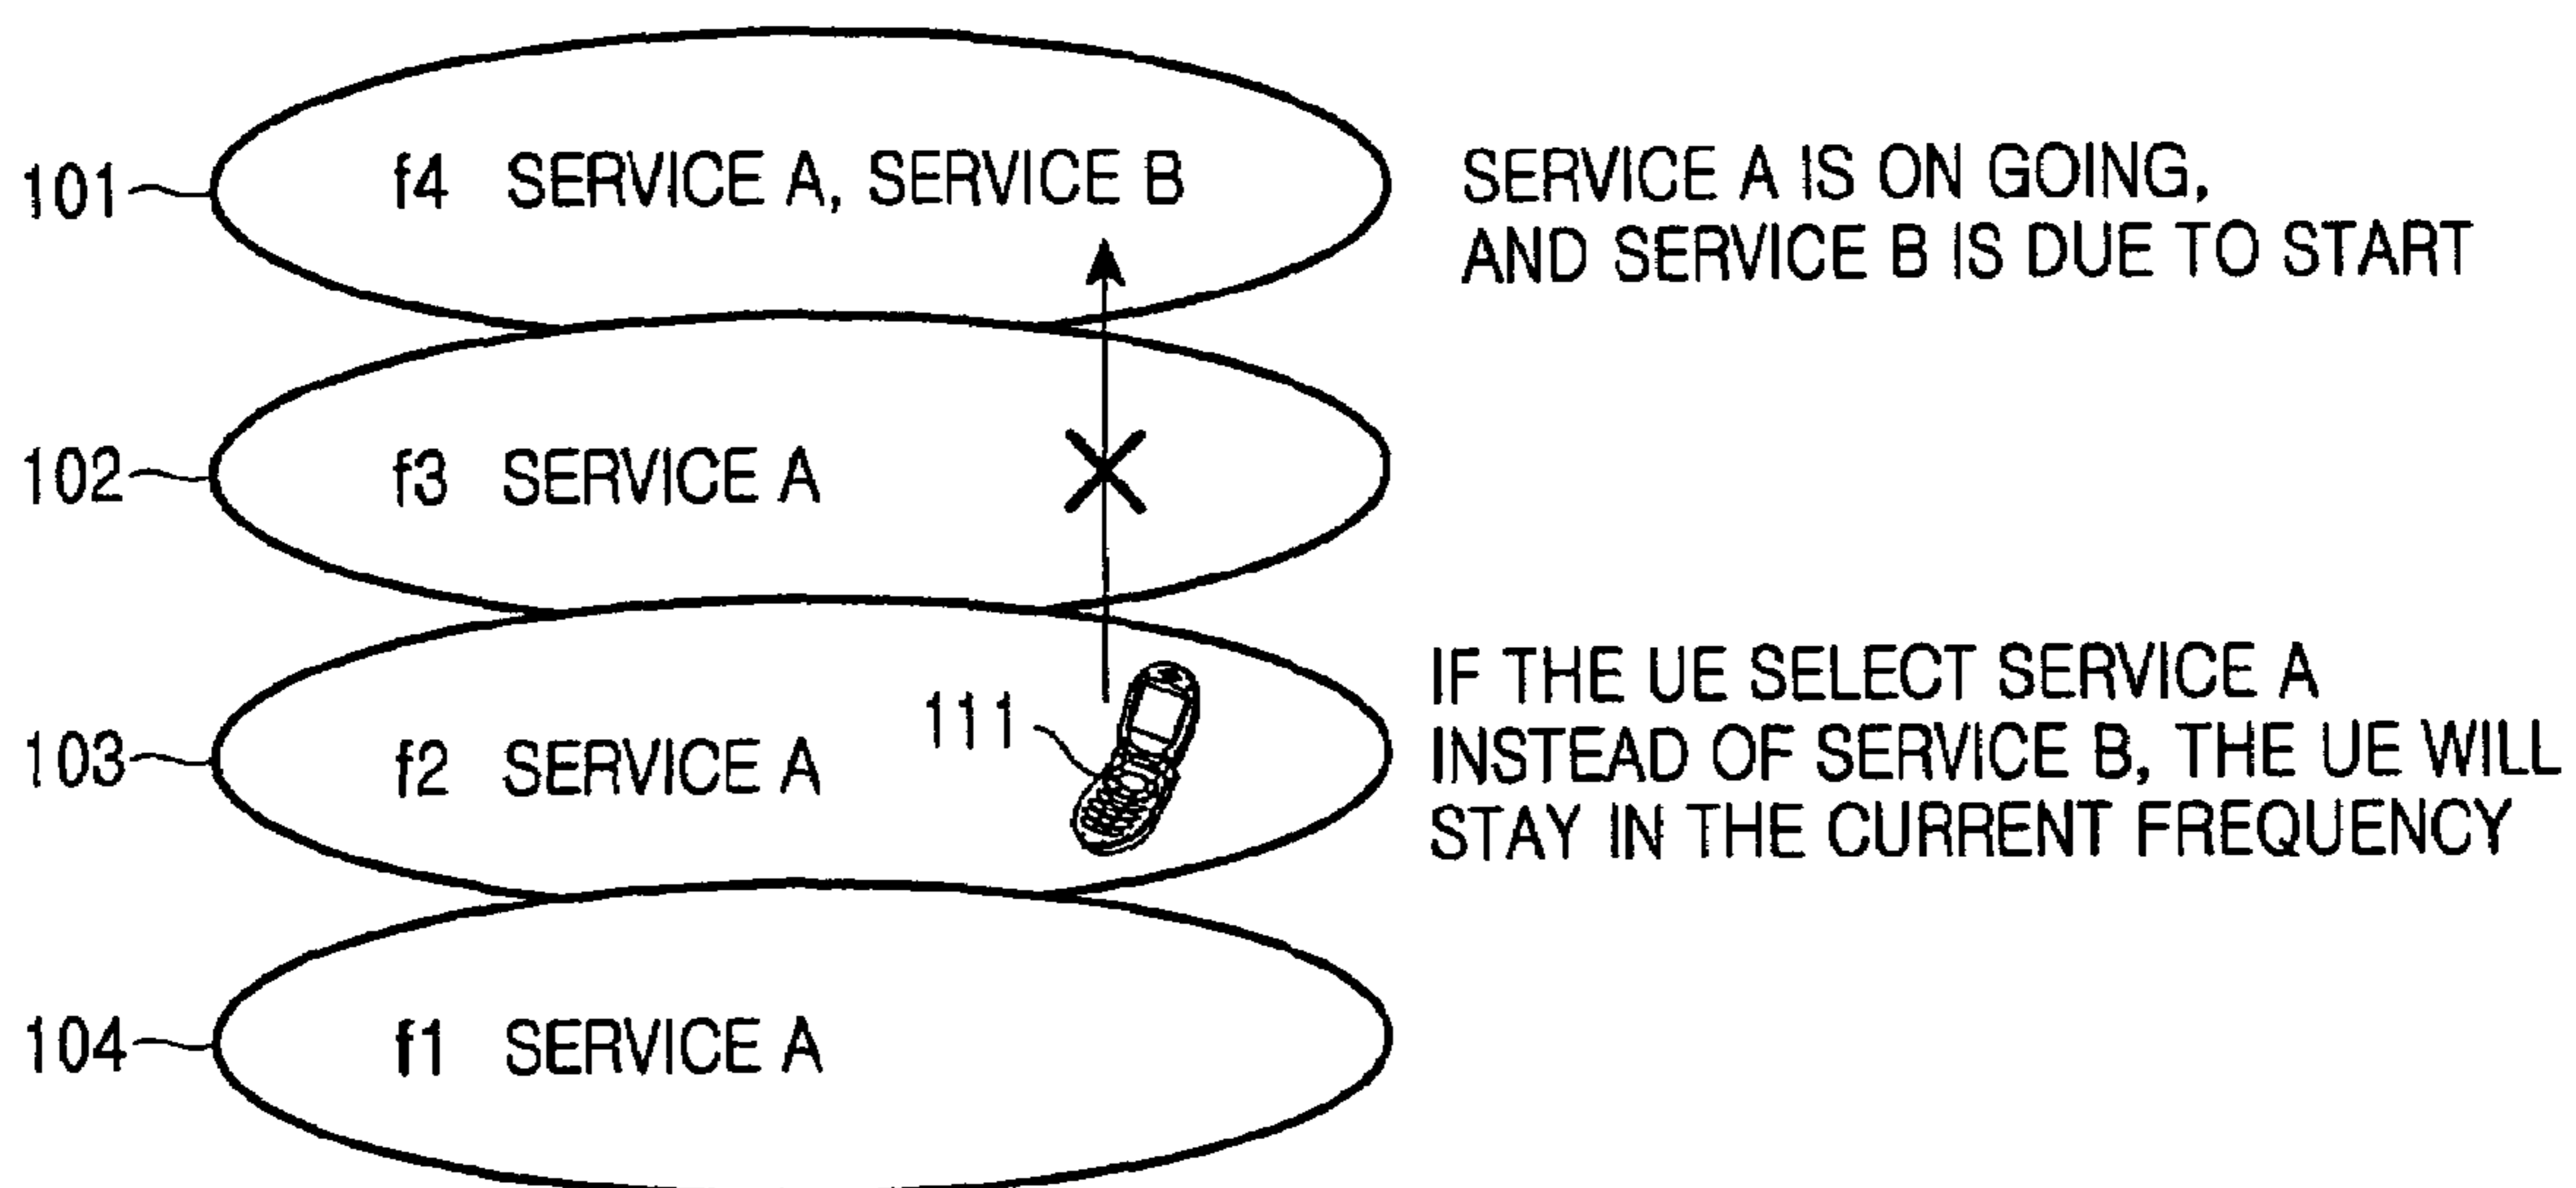 101
f4 SERVICE A, SERVICE B
SERVICE A IS ON GOING,
AND SERVICE B IS DUE TO START
102
f3 SERVICE A
103
f2 SERVICE A
111
IF THE UE SELECT SERVICE A
INSTEAD OF SERVICE B, THE UE WILL
STAY IN THE CURRENT FREQUENCY
104
f1 SERVICE A